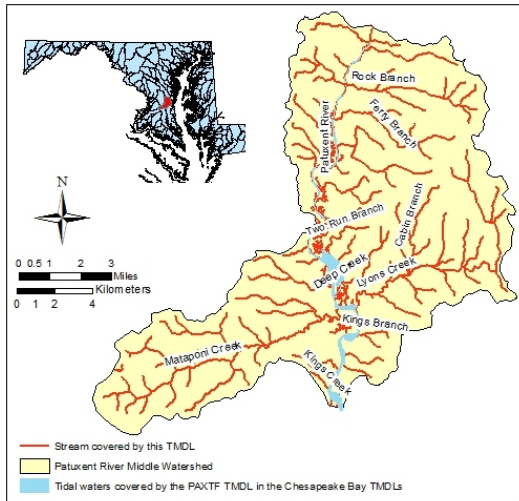 Rock Branch
Ferry Branch
Patuxent River
N
Two Run Branch
Cabin Branch
0 0.5 1 2 3
Miles
Deep Creek
Lyons Creek
0 1 2 4
Kilometers
Kings Branch
Mataponi Creek
Kings Creek
Stream covered by this TMDL
Patuxent River Middle Watershed
Tidal waters covered by the PAXTF TMDL in the Chesapeake Bay TMDLs